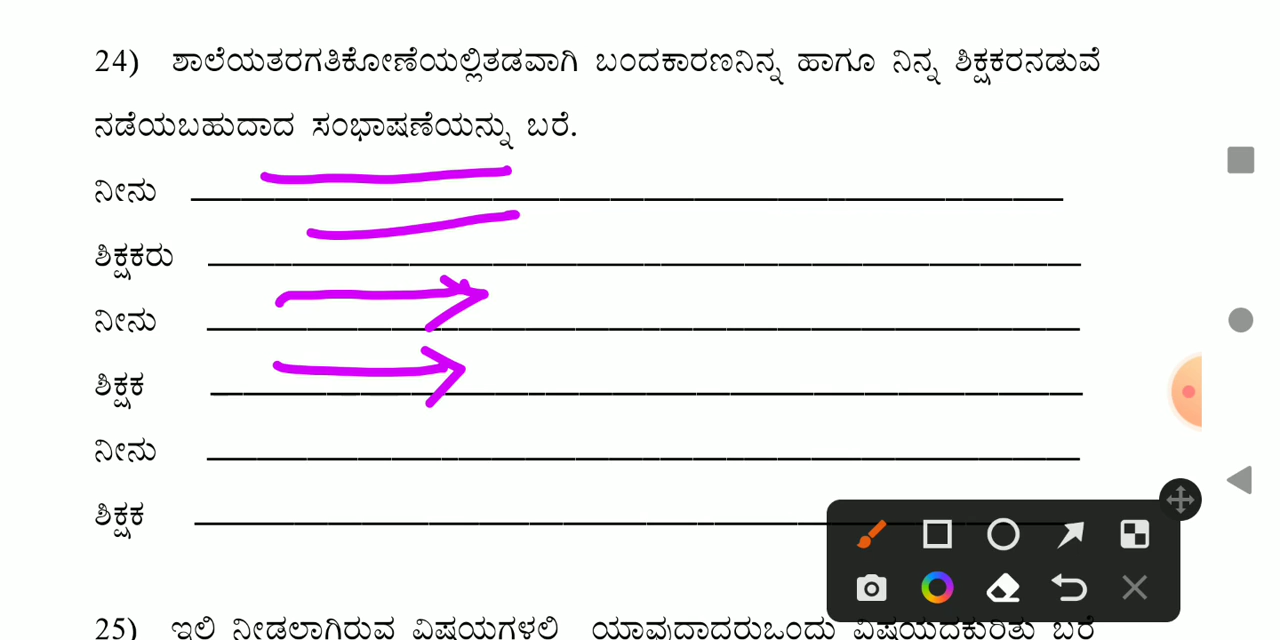 24) ಶಾಲೆಯತರಗತಿಕೋಣೆಯಲ್ಲಿತಡವಾಗಿ ಬಂದಕಾರಣನಿನ್ನ ಹಾಗೂ ನಿನ್ನ ಶಿಕ್ಷಕರನಡುವೆ
ನಡೆಯಬಹುದಾದ ಸಂಭಾಷಣೆಯನ್ನು ಬರೆ.
ನೀನು
ಶಿಕ್ಷಕರು
ನೀನು
ಶಿಕ್ಷಕ
ನೀನು
ಶಿಕ್ಷಕ
25) ಇಲ್ಲಿ ನೀಡಲಾಗಿರುವ ವಿಷಯಗಳಲ್ಲಿ ಯಾವುದಾದರುಒಂದು ವಿಷಯದಕುರಿತು ಬರೆ